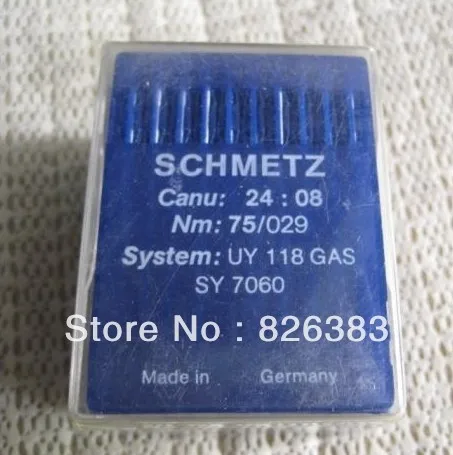 SCHMETZ
Canu: 24 : 08
Nm: 75/029
System: UY 118 GAS
SY 7060
Store No : 826383
Made in Germany